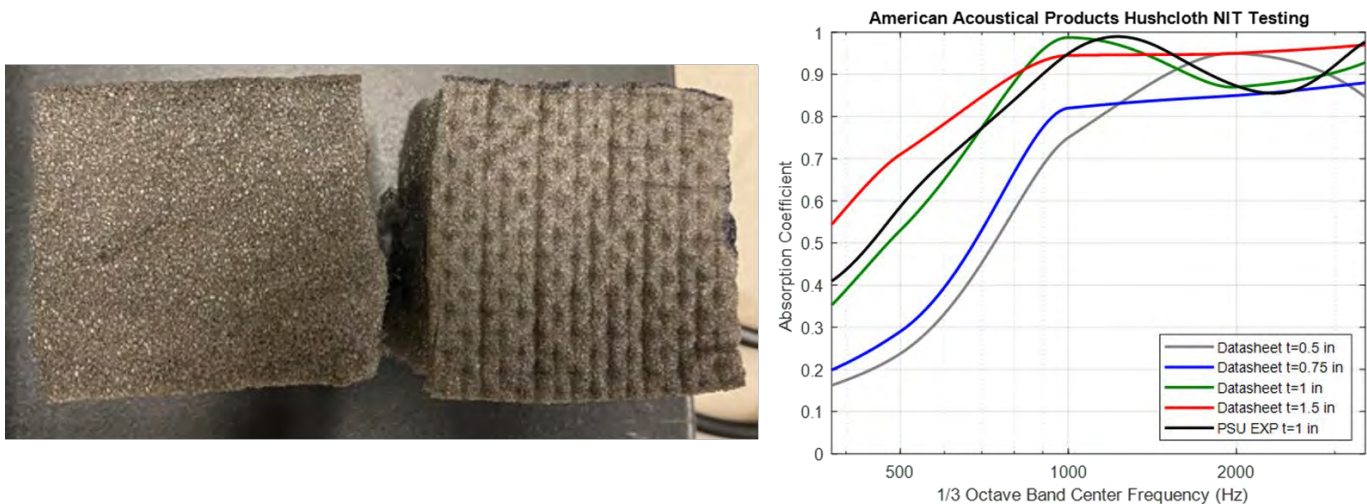 American Acoustical Products Hushcloth NIT Testing
1
0.9
0.8
0.7
0.6
0.5
0.4
0.3
0.2
0.1
0
Absorption Coefficient
Datasheet t=0.5 in
Datasheet t=0.75 in
Datasheet t=1 in
Datasheet t=1.5 in
PSU EXP t=1 in
500
1000
2000
1/3 Octave Band Center Frequency (Hz)